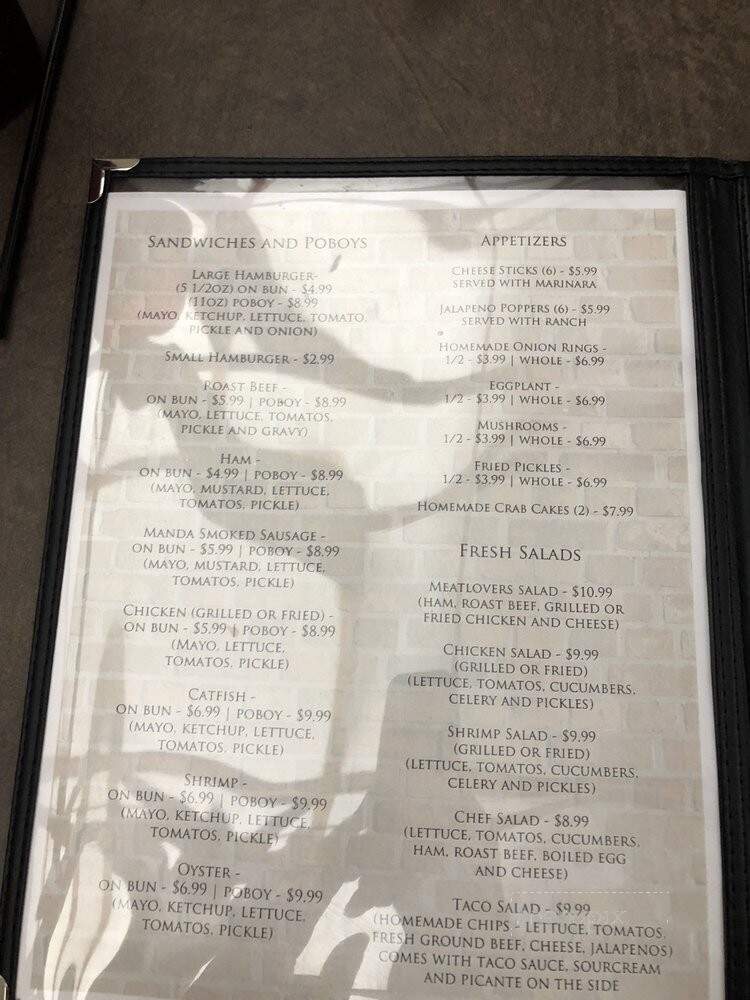 SANDWICHES AND POBOYS
LARGE HAMBURGER-
(5 1/2OZ) ON BUN - $4.99
(11OZ) POBOY - $8.99
(MAYO, KETCHUP, LETTUCE, TOMATO,
PICKLE AND ONION)
SMALL HAMBURGER - $2.99
ROAST BEEF -
ON BUN - $5.99 | POBOY - $8.99
(MAYO, LETTUCE, TOMATOS,
PICKLE AND GRAVY)
HAM -
ON BUN - $4.99 | POBOY - $8.99
(MAYO, MUSTARD, LETTUCE,
TOMATOS, PICKLE)
MANDA SMOKED SAUSAGE -
ON BUN - $5.99 | POBOY - $8.99
(MAYO, MUSTARD, LETTUCE,
TOMATOS, PICKLE)
CHICKEN (GRILLED OR FRIED) -
ON BUN - $5.99 | POBOY - $8.99
(MAYO, LETTUCE,
TOMATOS, PICKLE)
CATFISH -
ON BUN - $6.99 | POBOY - $9.99
(MAYO, KETCHUP, LETTUCE,
TOMATOS, PICKLE)
SHRIMP -
ON BUN - $6.99 | POBOY - $9.99
(MAYO, KETCHUP, LETTUCE,
TOMATOS, PICKLE)
OYSTER -
ON BUN - $6.99 | POBOY - $9.99
(MAYO, KETCHUP, LETTUCE,
TOMATOS, PICKLE)
APPETIZERS
CHEESE STICKS (6) - $5.99
SERVED WITH MARINARA
JALAPENO POPPERS (6) - $5.99
SERVED WITH RANCH
HOMEMADE ONION RINGS -
1/2 - $3.99 | WHOLE - $6.99
EGGPLANT -
1/2 - $3.99 | WHOLE - $6.99
MUSHROOMS -
1/2 - $3.99 | WHOLE - $6.99
FRIED PICKLES -
1/2 - $3.99 | WHOLE - $6.99
HOMEMADE CRAB CAKES (2) - $7.99
FRESH SALADS
MEATLOVERS SALAD - $10.99
(HAM, ROAST BEEF, GRILLED OR
FRIED CHICKEN AND CHEESE)
CHICKEN SALAD - $9.99
(GRILLED OR FRIED)
(LETTUCE, TOMATOS, CUCUMBERS,
CELERY AND PICKLES)
SHRIMP SALAD - $9.99
(GRILLED OR FRIED)
(LETTUCE, TOMATOS, CUCUMBERS,
CELERY AND PICKLES)
CHEF SALAD - $8.99
(LETTUCE, TOMATOS, CUCUMBERS,
HAM, ROAST BEEF, BOILED EGG
AND CHEESE)
TACO SALAD - $9.99
(HOMEMADE CHIPS - LETTUCE, TOMATOS,
FRESH GROUND BEEF, CHEESE, JALAPENOS)
COMES WITH TACO SAUCE, SOURCREAM
AND PICANTE ON THE SIDE